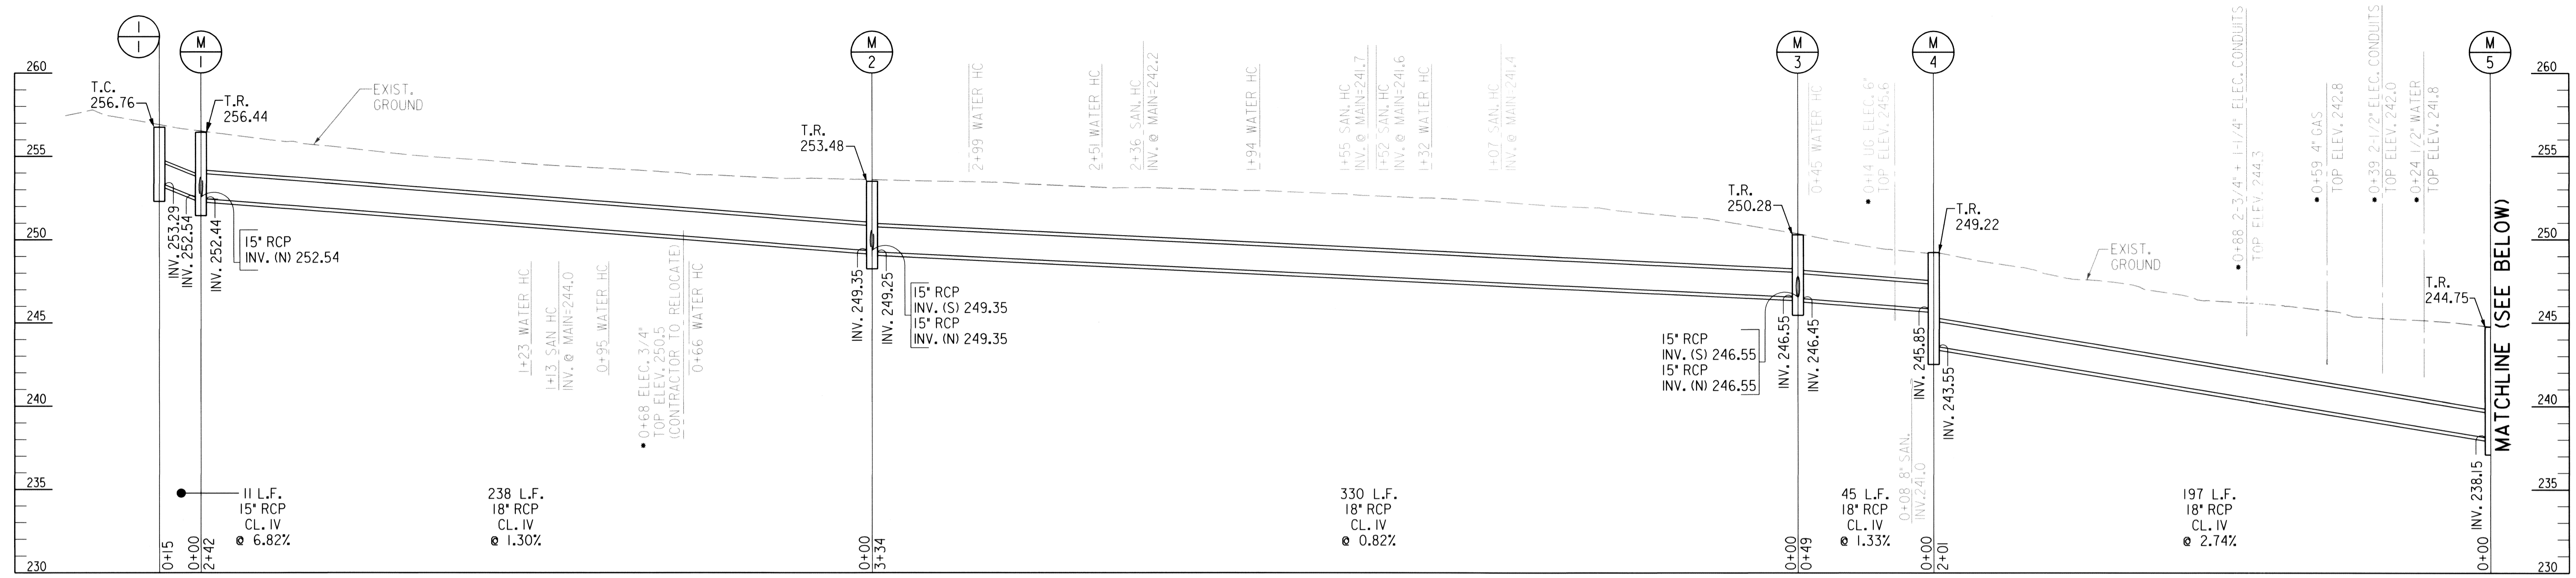 1
1
M
1
M
2
M
3
M
4
M
5
260
255
250
245
240
235
230
260
255
250
245
240
235
230
T.C.
256.76
T.R.
256.44
EXIST.
GROUND
INV. 253.29
INV. 252.54
INV. 252.44
15" RCP
INV. (N) 252.54
1+23 WATER HC
1+13 SAN HC
INV. @ MAIN=244.0
0+95 WATER HC
0+68 ELEC. 3/4"
TOP ELEV. 250.5
(CONTRACTOR TO RELOCATE)
0+66 WATER HC
T.R.
253.48
INV. 249.35
INV. 249.25
15" RCP
INV. (S) 249.35
15" RCP
INV. (N) 249.35
2+99 WATER HC
2+51 WATER HC
2+36 SAN. HC
INV. @ MAIN=242.2
1+94 WATER HC
1+55 SAN. HC
INV. @ MAIN=241.7
1+52 SAN. HC
INV. @ MAIN=241.6
1+32 WATER HC
1+07 SAN. HC
INV. @ MAIN=241.4
T.R.
250.28
15" RCP
INV. (S) 246.55
15" RCP
INV. (N) 246.55
INV. 246.55
INV. 246.45
0+45 WATER HC
0+14 UG ELEC. 6"
TOP ELEV. 245.6
T.R.
249.22
INV. 245.85
INV. 243.55
0+08 8" SAN.
INV. 241.0
EXIST.
GROUND
0+88 2-3/4" + 1-1/4" ELEC. CONDUITS
TOP ELEV. 244.3
0+59 4" GAS
TOP ELEV. 242.8
0+39 2-1/2" ELEC. CONDUITS
TOP ELEV. 242.0
0+24 1/2" WATER
TOP ELEV. 241.8
T.R.
244.75
MATCHLINE (SEE BELOW)
INV. 238.15
11 L.F.
15" RCP
CL. IV
@ 6.82%
238 L.F.
18" RCP
CL. IV
@ 1.30%
330 L.F.
18" RCP
CL. IV
@ 0.82%
45 L.F.
18" RCP
CL. IV
@ 1.33%
197 L.F.
18" RCP
CL. IV
@ 2.74%
0+15
0+00
2+42
0+00
3+34
0+00
0+49
0+00
2+01
0+00